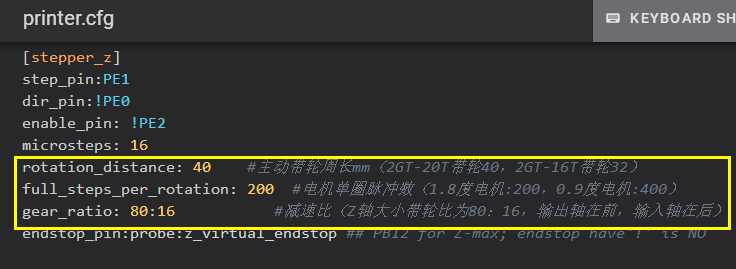 printer.cfg
KEYBOARD SH
[stepper_z]
step_pin:PE1
dir_pin:!PE0
enable_pin: !PE2
microsteps: 16
rotation_distance: 40 #主动带轮周长mm（2GT-20T带轮40，2GT-16T带轮32）
full_steps_per_rotation: 200 #电机单圈脉冲数（1.8度电机:200，0.9度电机:400）
gear_ratio: 80:16 #减速比（Z轴大小带轮比为80：16，输出轴在前，输入轴在后）
endstop_pin:probe:z_virtual_endstop ## PB12 for Z-max; endstop have'!' is NO